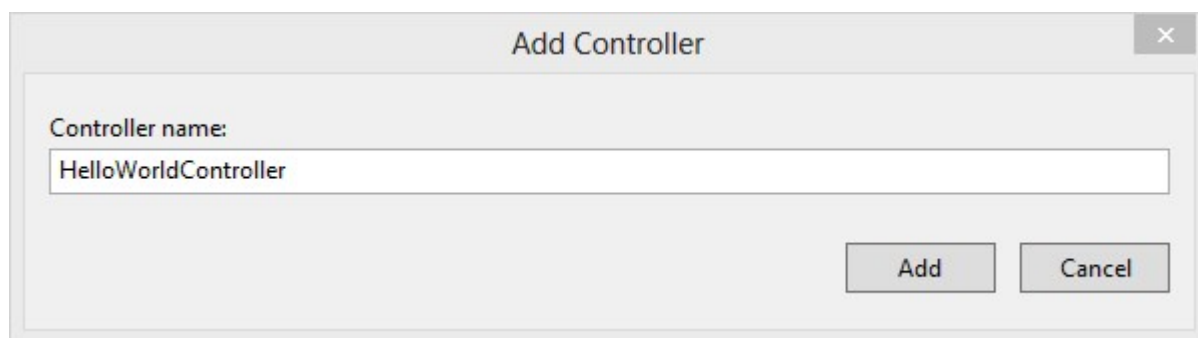 Add Controller
Controller name:
HelloWorldController
Add Cancel